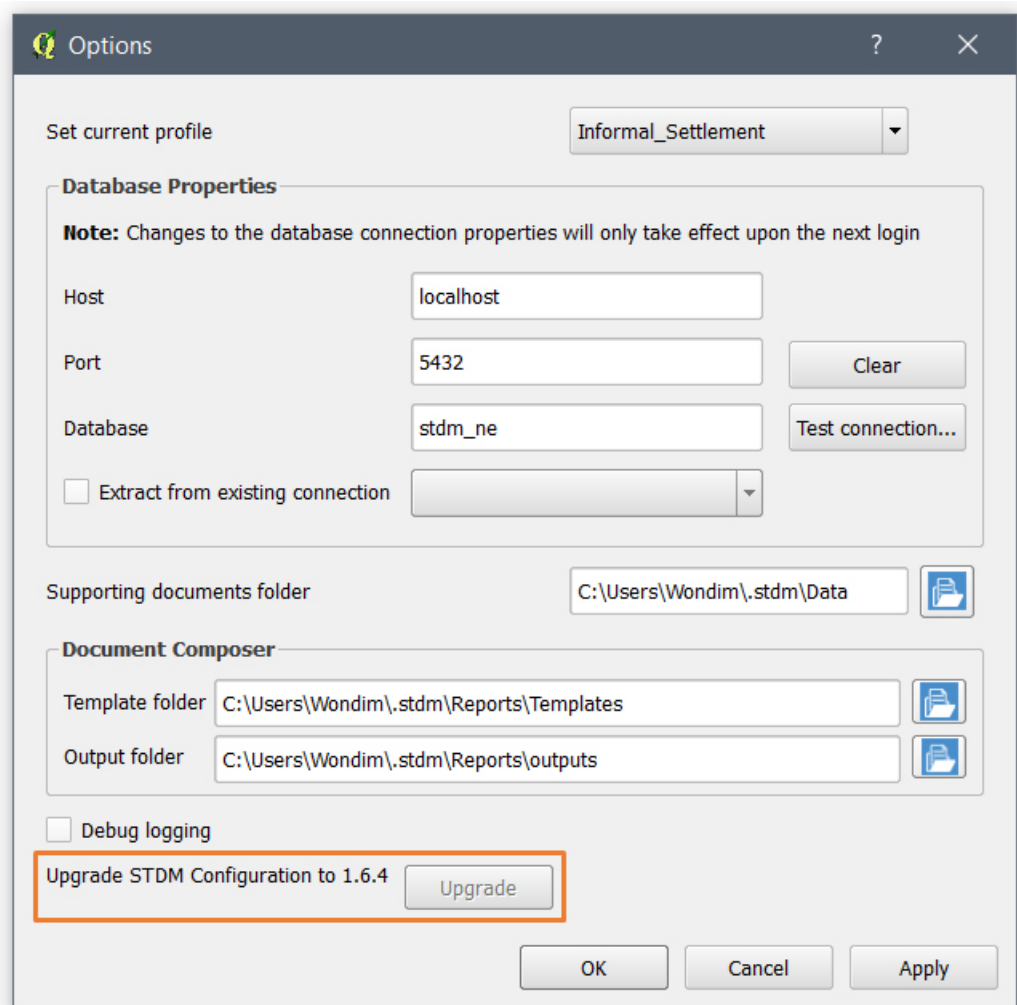 Options
Set current profile Informal_Settlement
Database Properties
Note: Changes to the database connection properties will only take effect upon the next login
Host localhost
Port 5432 Clear
Database stdm_ne Test connection...
Extract from existing connection
Supporting documents folder C:\Users\Wondim\.stdm\Data
Document Composer
Template folder C:\Users\Wondim\.stdm\Reports\Templates
Output folder C:\Users\Wondim\.stdm\Reports\outputs
Debug logging
Upgrade STDM Configuration to 1.6.4 Upgrade
OK Cancel Apply